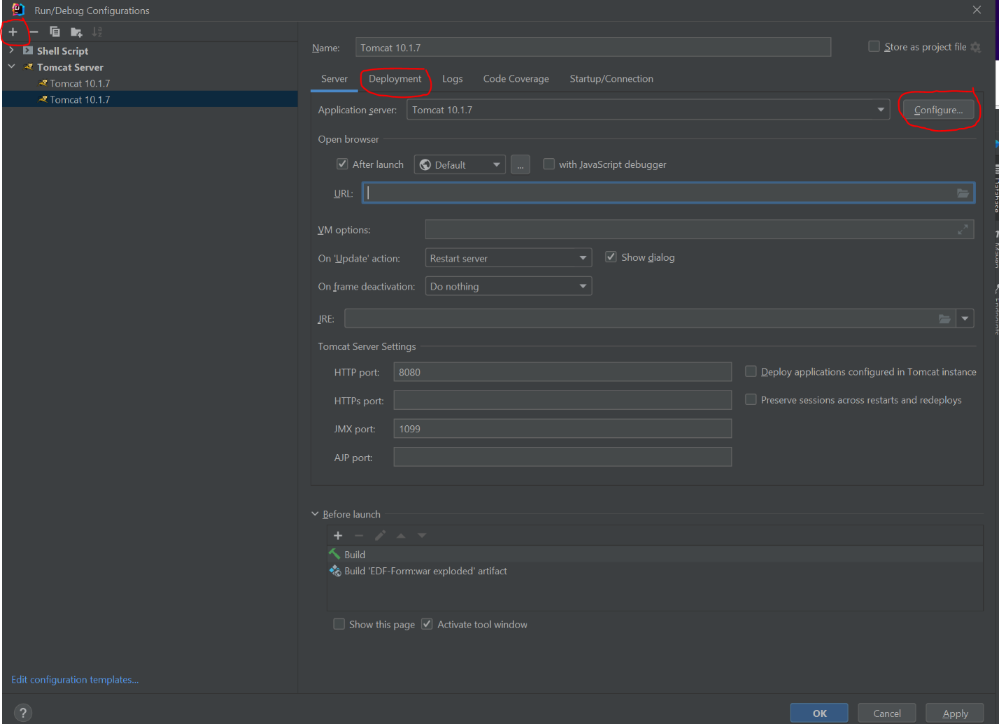 Run/Debug Configurations
Shell Script
Tomcat Server
Tomcat 10.1.7
Tomcat 10.1.7
Edit configuration templates...
Name: Tomcat 10.1.7 Store as project file
Server Deployment Logs Code Coverage Startup/Connection
Application server: Tomcat 10.1.7 Configure...
Open browser
After launch Default ... with JavaScript debugger
URL:
VM options:
On 'Update' action: Restart server Show dialog
On frame deactivation: Do nothing
JRE:
Tomcat Server Settings
HTTP port: 8080 Deploy applications configured in Tomcat instance
HTTPs port: Preserve sessions across restarts and redeploys
JMX port: 1099
AJP port:
Before launch
Build
Build 'EDF-Form:war exploded' artifact
Show this page Activate tool window
? OK Cancel Apply